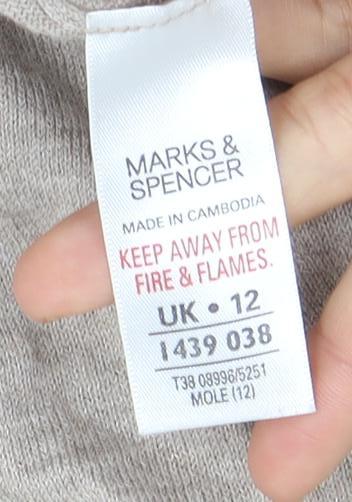 MARKS &
SPENCER
MADE IN CAMBODIA
KEEP AWAY FROM
FIRE & FLAMES.
UK • 12
1439 038
T38 08996/5251
MOLE (12)